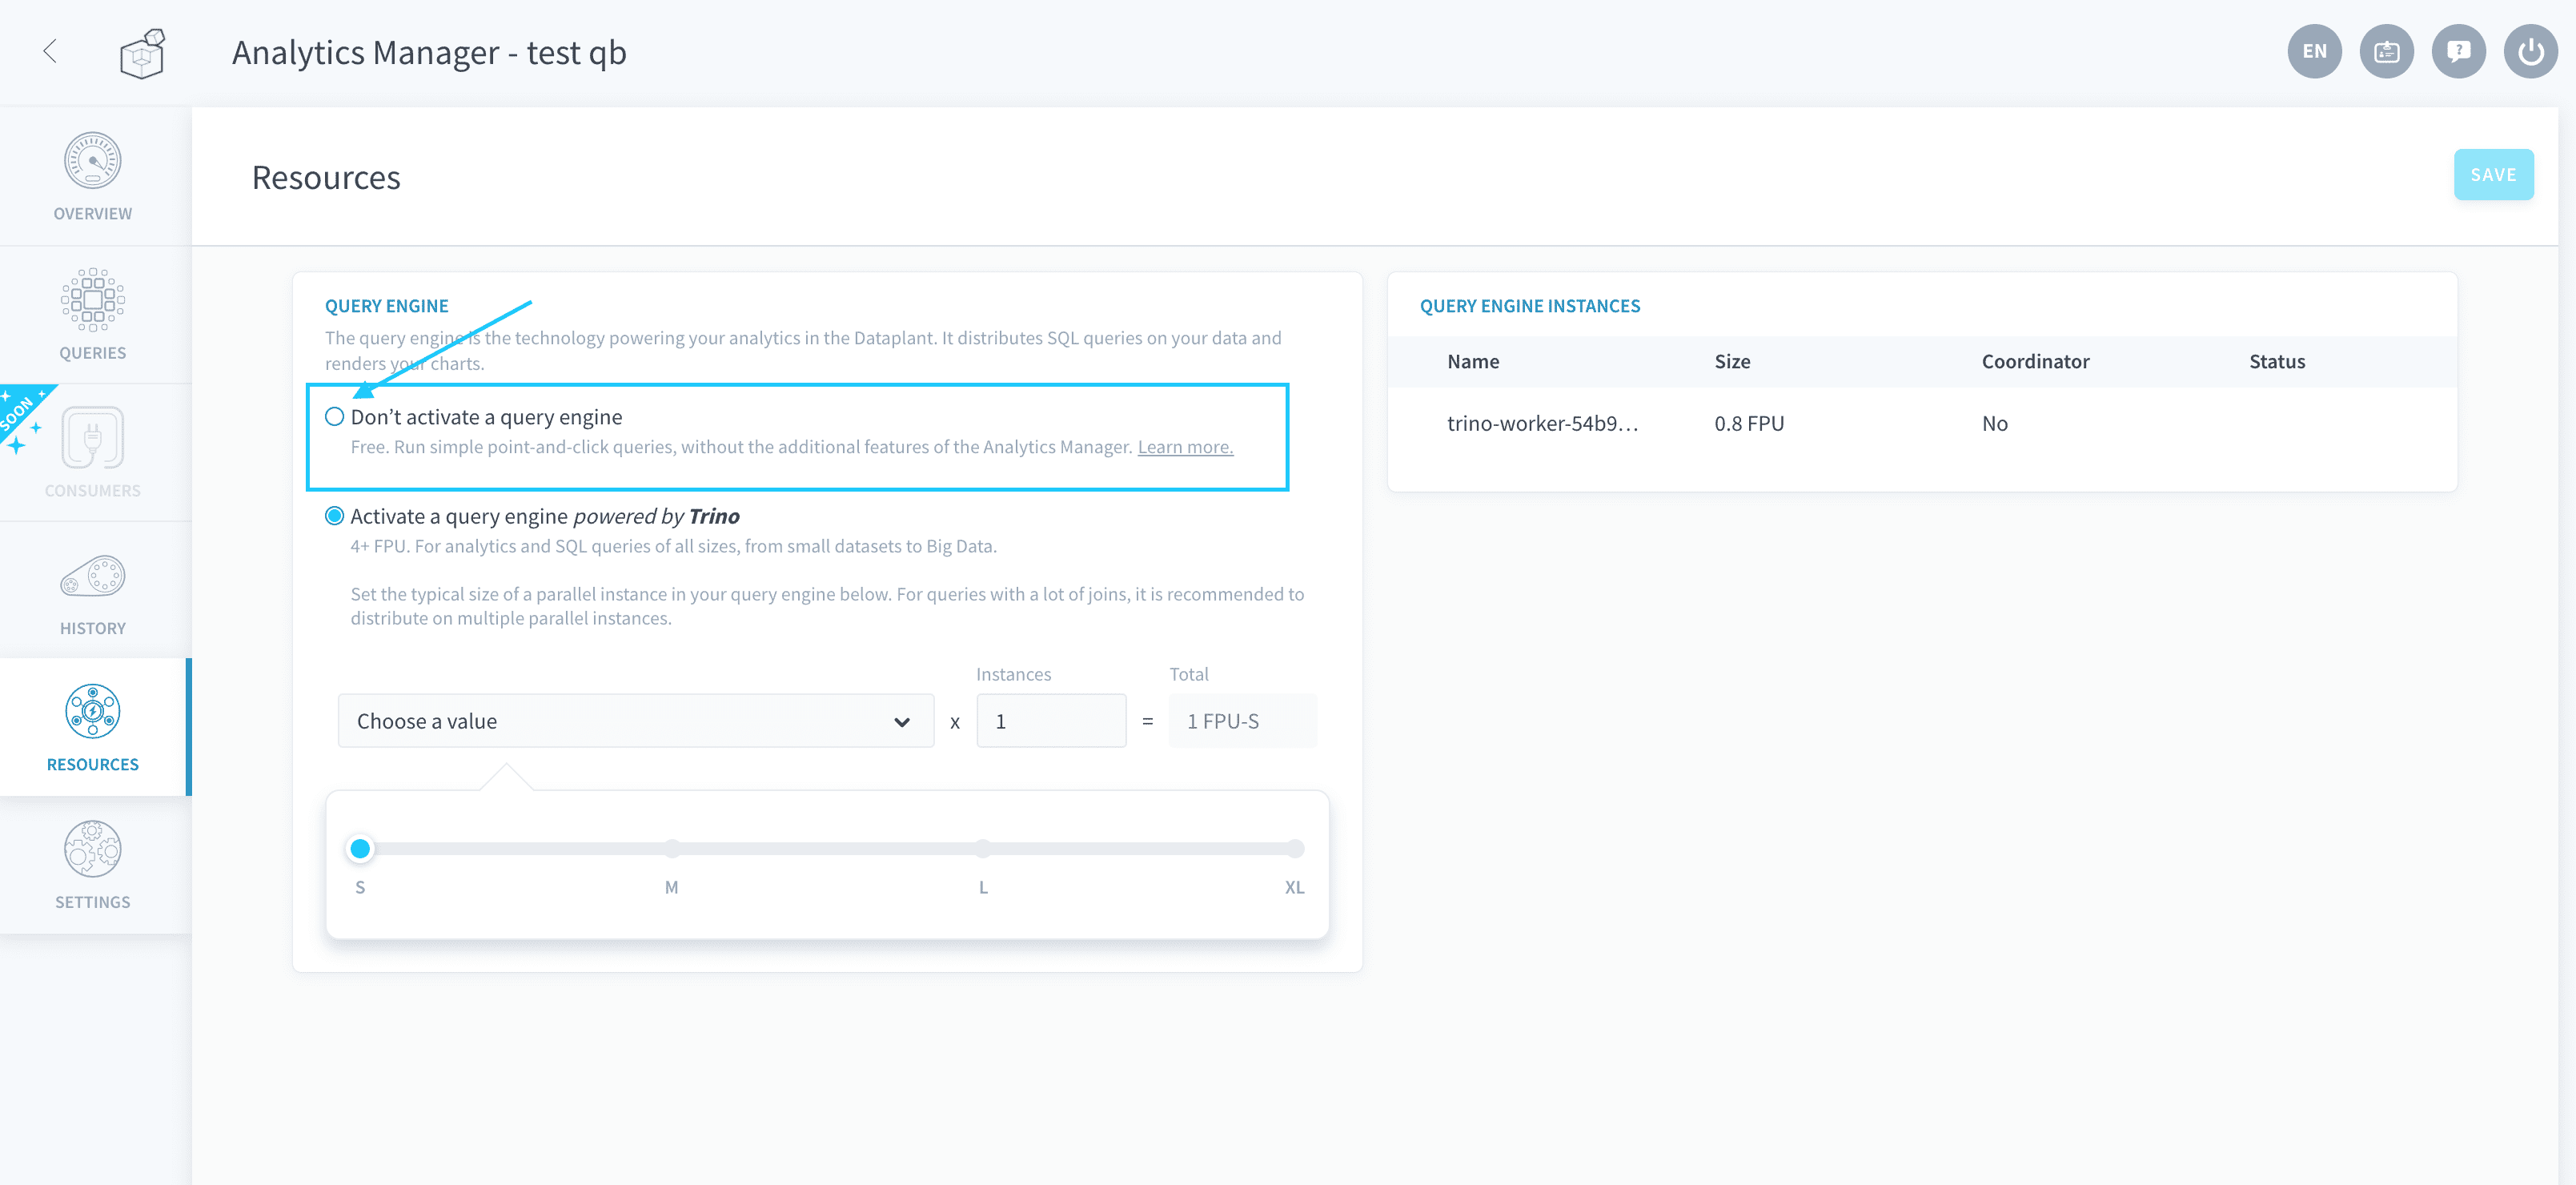 Analytics Manager - test qb
EN
OVERVIEW
QUERIES
SOON
CONSUMERS
HISTORY
RESOURCES
SETTINGS
Resources
SAVE
QUERY ENGINE
The query engine is the technology powering your analytics in the Dataplant. It distributes SQL queries on your data and
renders your charts.
Don’t activate a query engine
Free. Run simple point-and-click queries, without the additional features of the Analytics Manager. Learn more.
Activate a query engine powered by Trino
4+ FPU. For analytics and SQL queries of all sizes, from small datasets to Big Data.
Set the typical size of a parallel instance in your query engine below. For queries with a lot of joins, it is recommended to
distribute on multiple parallel instances.
Instances Total
Choose a value x 1 = 1 FPU-S
S M L XL
QUERY ENGINE INSTANCES
Name Size Coordinator Status
trino-worker-54b9... 0.8 FPU No